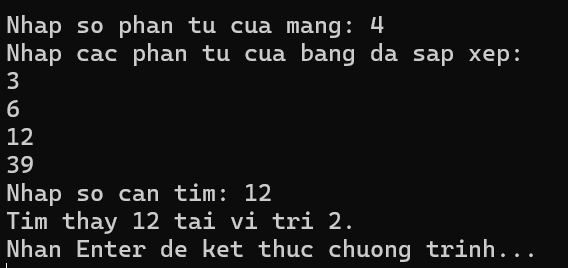 Nhap so phan tu cua mang: 4
Nhap cac phan tu cua bang da sap xep:
3
6
12
39
Nhap so can tim: 12
Tim thay 12 tai vi tri 2.
Nhan Enter de ket thuc chuong trinh...